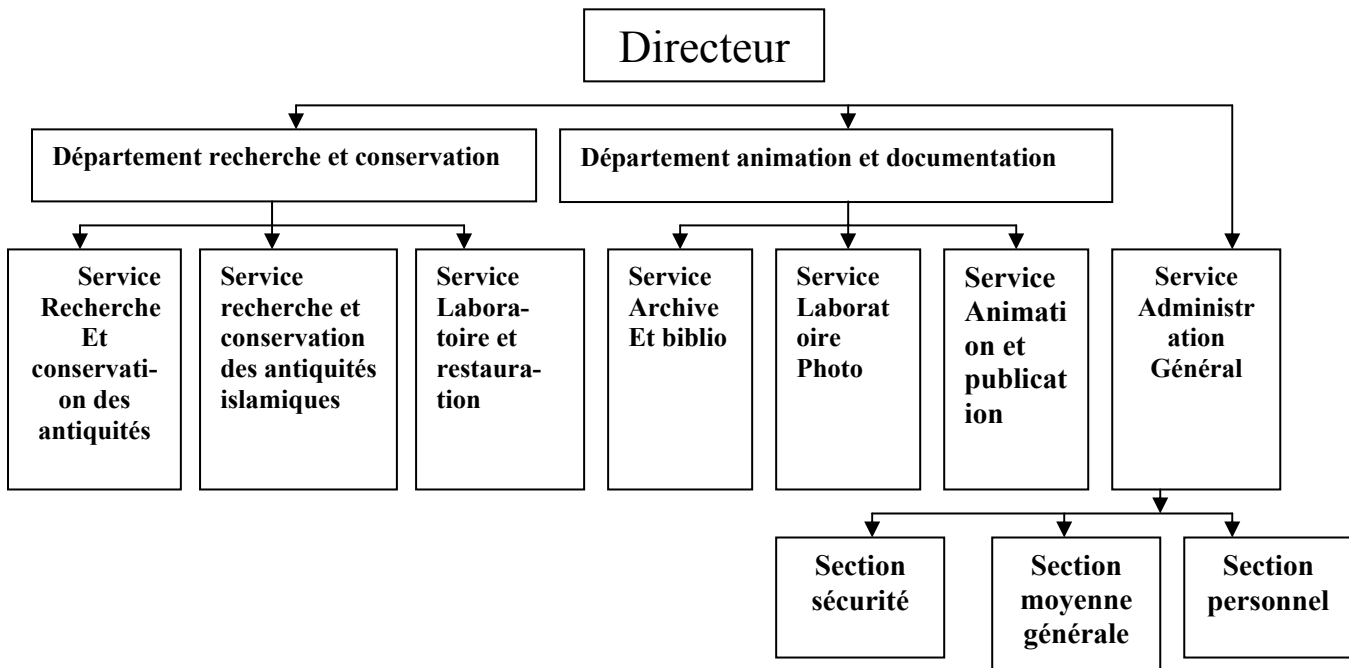 Directeur
Département recherche et conservation
Département animation et documentation
Service
Recherche
Et
conservati-
on des
antiquités
Service
recherche et
conservation
des antiquités
islamiques
Service
Labora-
toire et
restaura-
tion
Service
Archive
Et biblio
Service
Laborat
oire
Photo
Service
Animati
on et
publicat
ion
Service
Administr
ation
Général
Section
sécurité
Section
moyenne
générale
Section
personnel